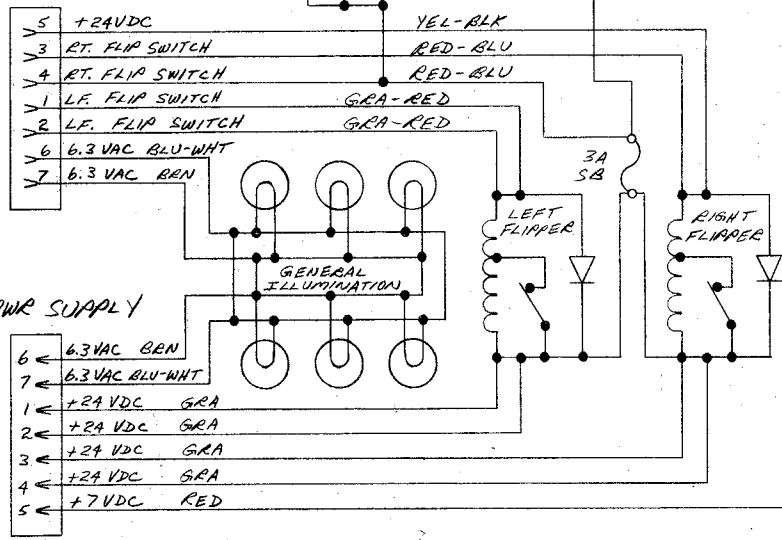 5 +24VDC YEL-BLK
3 RT. FLIP SWITCH RED-BLU
4 RT. FLIP SWITCH RED-BLU
1 LF. FLIP SWITCH GRA-RED
2 LF. FLIP SWITCH GRA-RED
6 6.3 VAC BLU-WHT
7 6.3 VAC BRN
3A
SB
LEFT
FLIPPER
RIGHT
FLIPPER
GENERAL
ILLUMINATION
PWR SUPPLY
6 6.3VAC BRN
7 6.3 VAC BLU-WHT
1 +24 VDC GRA
2 +24 VDC GRA
3 +24 VDC GRA
4 +24 VDC GRA
5 +7VDC RED